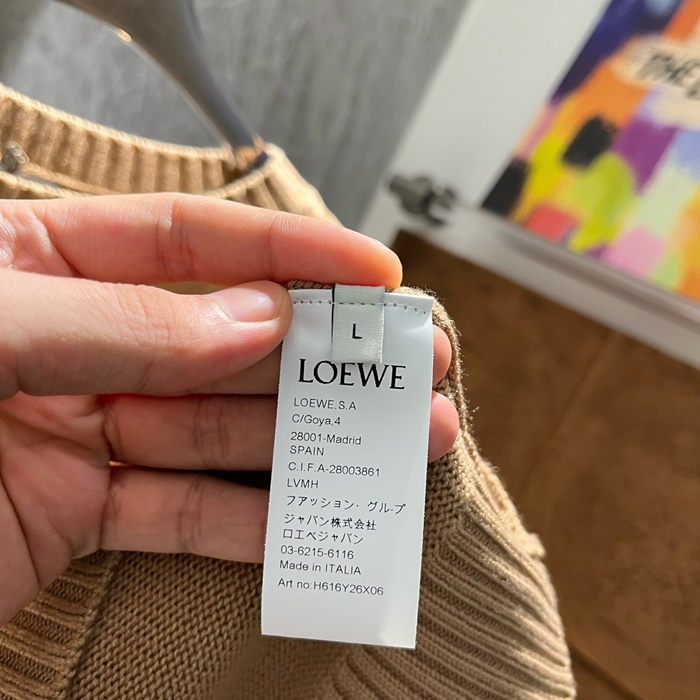 THE
L
LOEWE
LOEWE,S.A
C/Goya,4
28001-Madrid
SPAIN
C.I.F.A-28003861
LVMH
フアッション・グループ
ジャパン株式会社
ロエベジャパン
03-6215-6116
Made in ITALIA
Art no:H616Y26X06